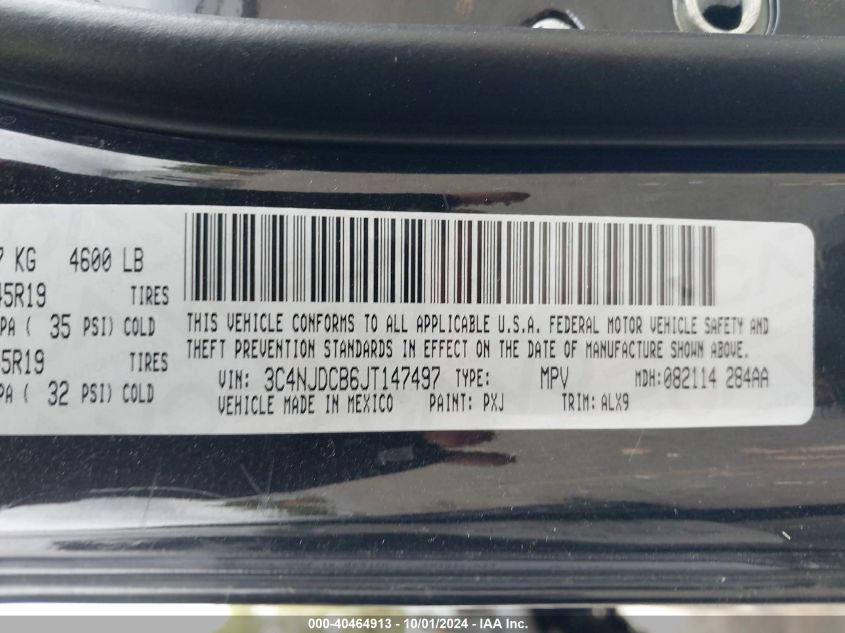 7 KG 4600 LB
45R19 TIRES
PA ( 35 PSI) COLD
5R19 TIRES
PA ( 32 PSI) COLD
THIS VEHICLE CONFORMS TO ALL APPLICABLE U.S.A. FEDERAL MOTOR VEHICLE SAFETY AND
THEFT PREVENTION STANDARDS IN EFFECT ON THE DATE OF MANUFACTURE SHOWN ABOVE.
VIN: 3C4NJDCB6JT147497 TYPE: MPV MDH:082114 284AA
VEHICLE MADE IN MEXICO PAINT: PXJ TRIM: ALX9
000-40464913 - 10/01/2024 - IAA Inc.